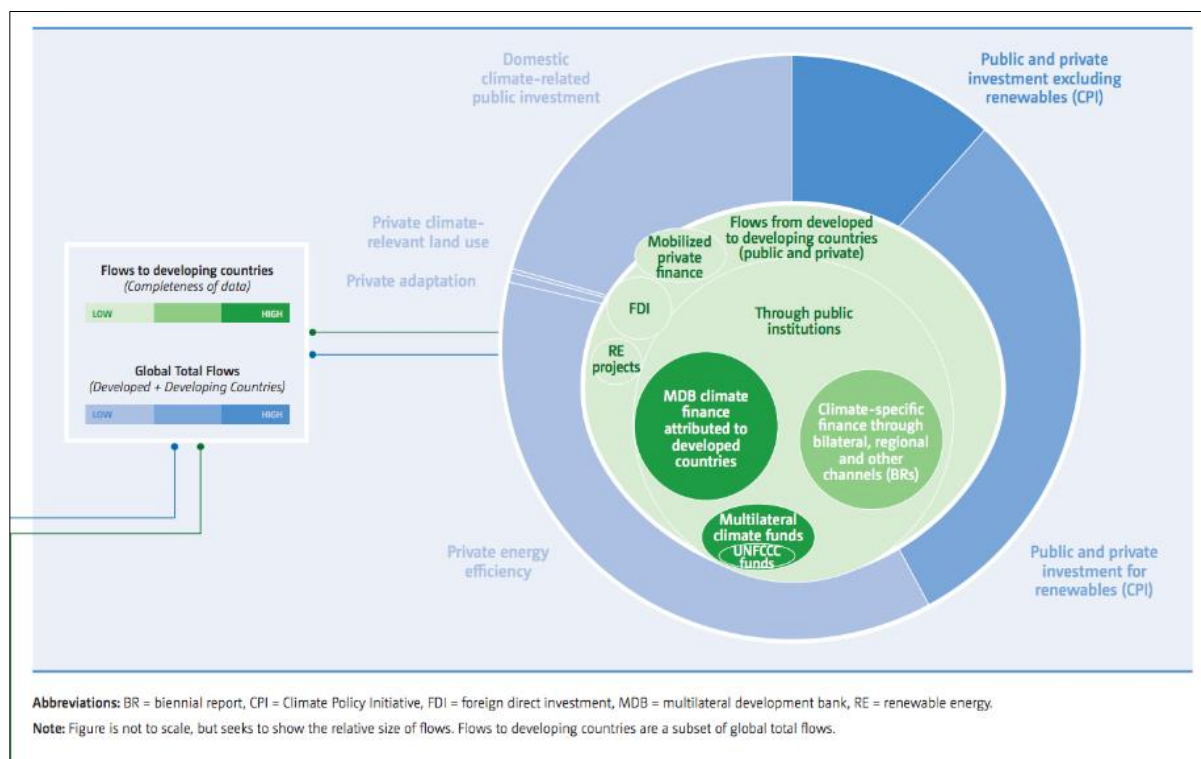 Domestic
climate-related
public investment
Public and private
investment excluding
renewables (CPI)
Private climate-
relevant land use
Private adaptation
Flows to developing countries
(Completeness of data)
LOW
HIGH
Global Total Flows
(Developed + Developing Countries)
LOW
HIGH
Mobilized
private
finance
Flows from developed
to developing countries
(public and private)
FDI
RE
projects
Through public
institutions
MDB climate
finance
attributed to
developed
countries
Climate-specific
finance through
bilateral, regional
and other
channels (BRs)
Multilateral
climate funds
UNFCCC
funds
Private energy
efficiency
Public and private
investment for
renewables (CPI)
Abbreviations: BR = biennial report, CPI = Climate Policy Initiative, FDI = foreign direct investment, MDB = multilateral development bank, RE = renewable energy.
Note: Figure is not to scale, but seeks to show the relative size of flows. Flows to developing countries are a subset of global total flows.